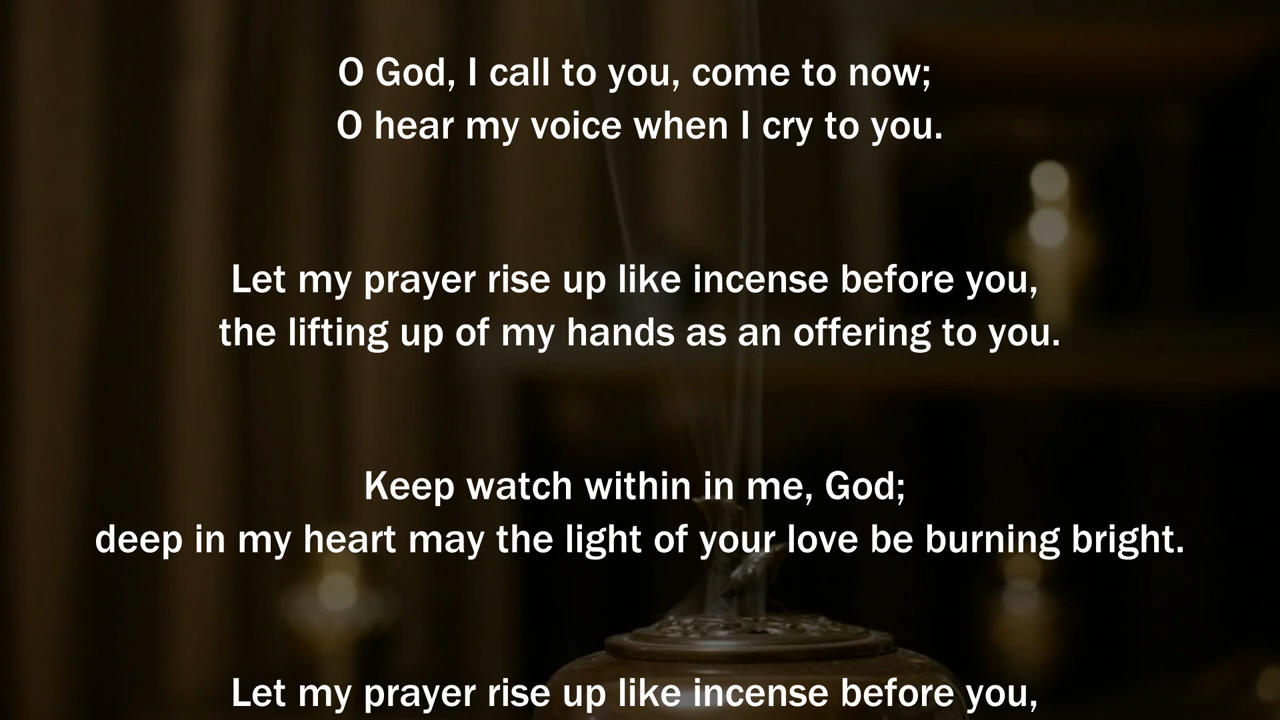 O God, I call to you, come to now;
O hear my voice when I cry to you.
Let my prayer rise up like incense before you,
the lifting up of my hands as an offering to you.
Keep watch within in me, God;
deep in my heart may the light of your love be burning bright.
Let my prayer rise up like incense before you,